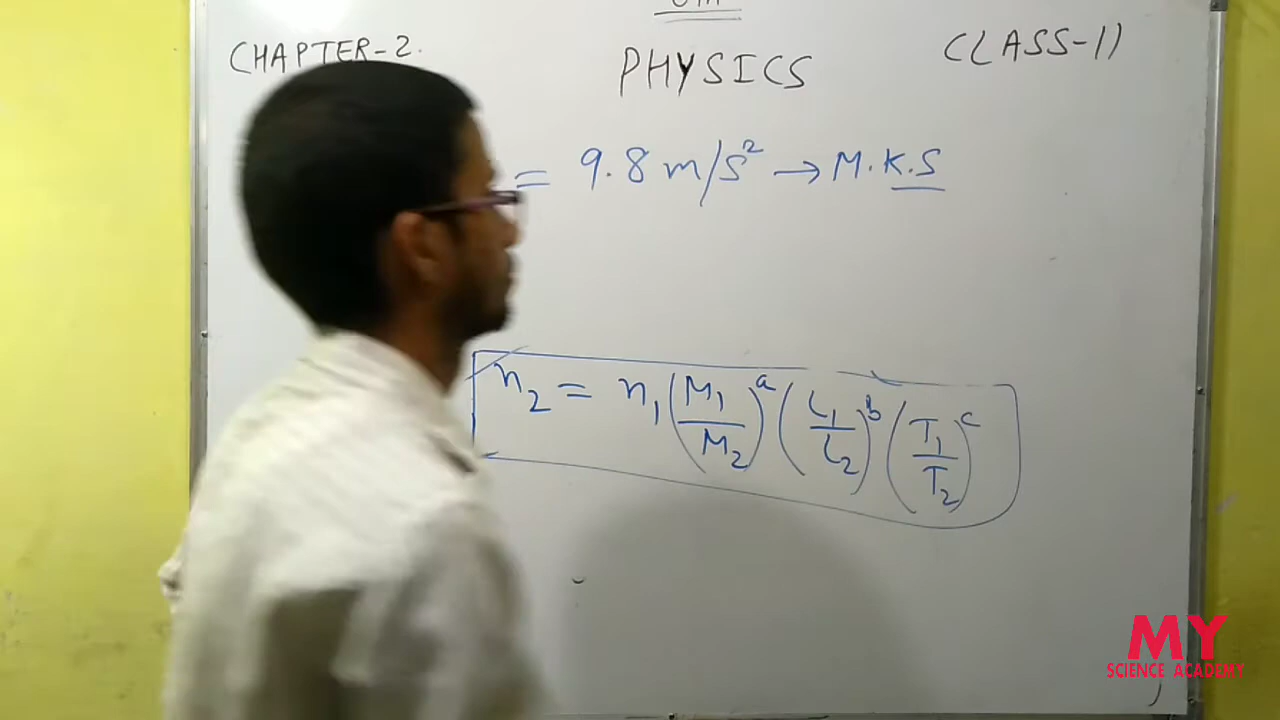 CHAPTER-2.
PHYSICS
CLASS-11
= 9.8 m/s² → M.K.S
n₂ = n₁ (M₁/M₂)ᵃ (L₁/L₂)ᵇ (T₁/T₂)ᶜ
MY
SCIENCE ACADEMY